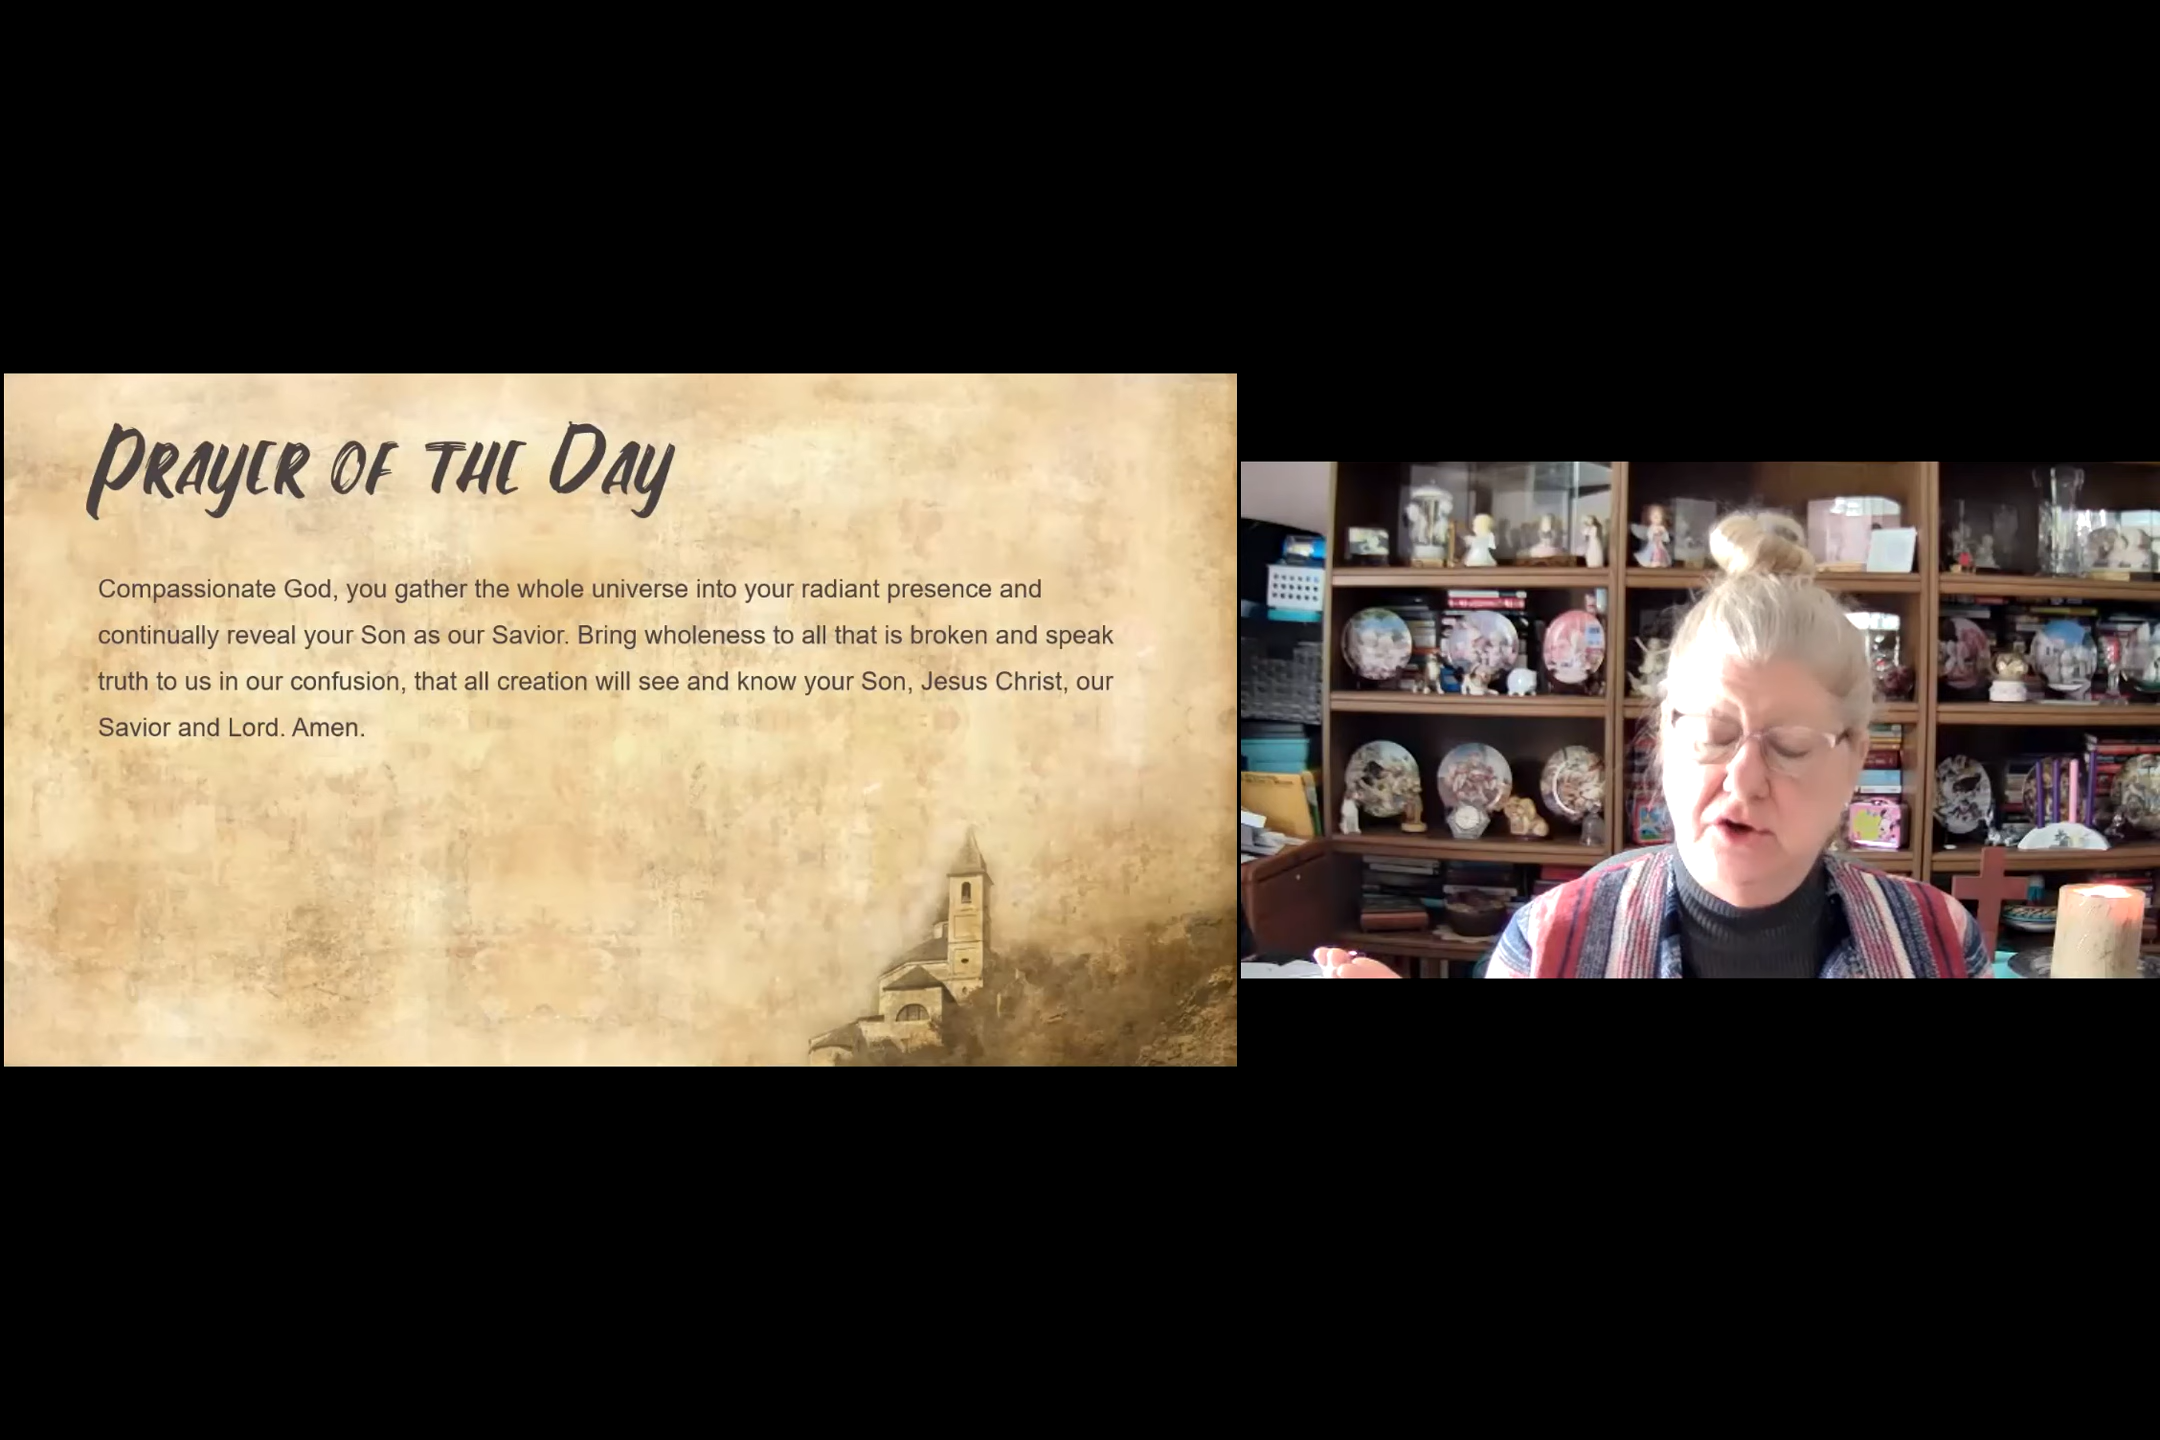 Prayer of the Day
Compassionate God, you gather the whole universe into your radiant presence and
continually reveal your Son as our Savior. Bring wholeness to all that is broken and speak
truth to us in our confusion, that all creation will see and know your Son, Jesus Christ, our
Savior and Lord. Amen.